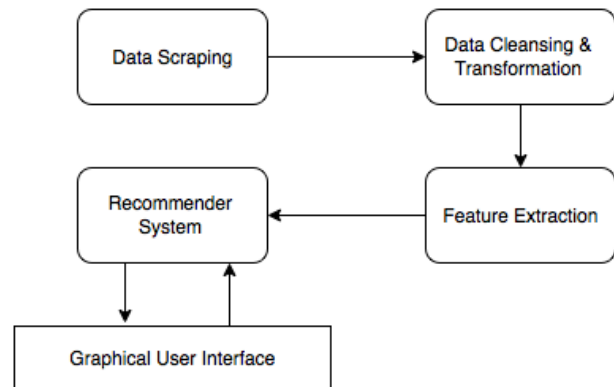 Data Scraping
Data Cleansing &
Transformation
Recommender
System
Feature Extraction
Graphical User Interface